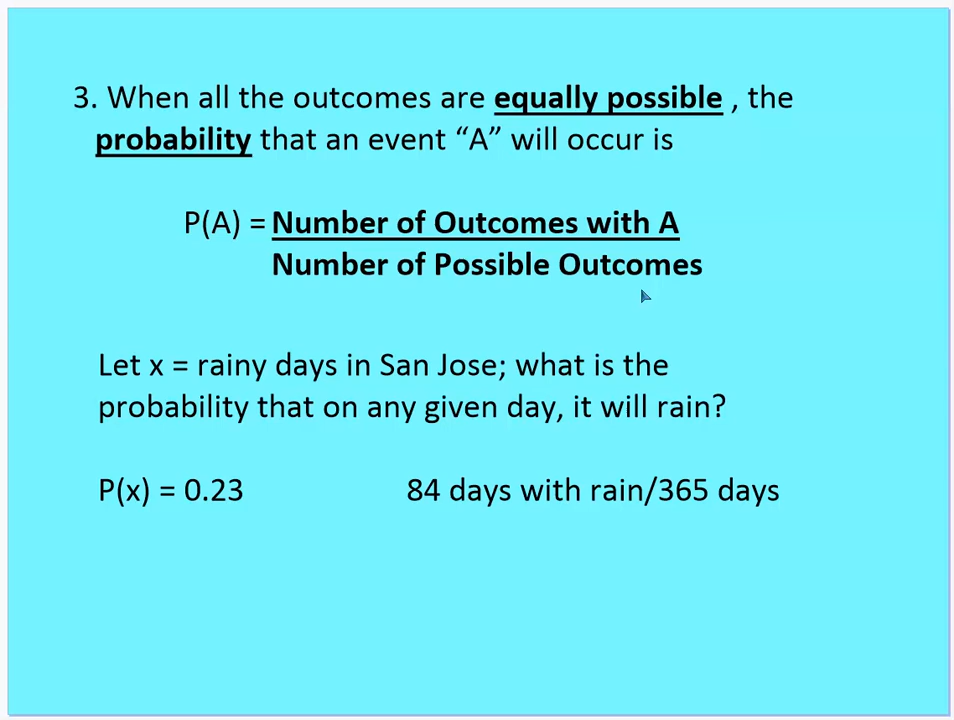 3. When all the outcomes are equally possible , the
probability that an event “A” will occur is
P(A) = Number of Outcomes with A
Number of Possible Outcomes
Let x = rainy days in San Jose; what is the
probability that on any given day, it will rain?
P(x) = 0.23 84 days with rain/365 days